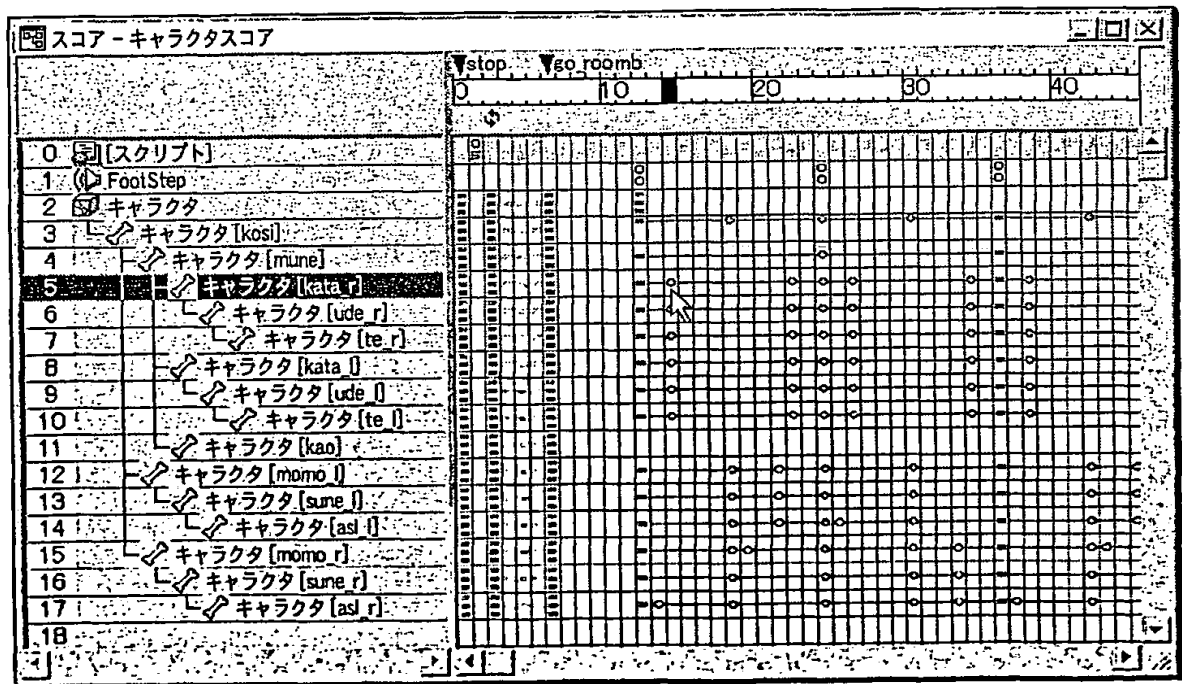 スコア - キャラクタスコア
stop go_roomb
0 10 20 30 40
0 [スクリプト]
1 FootStep
2 キャラクタ
3 キャラクタ [kosi]
4 キャラクタ [mune]
5 キャラクタ [kata_r]
6 キャラクタ [ude_r]
7 キャラクタ [te_r]
8 キャラクタ [kata_l]
9 キャラクタ [ude_l]
10 キャラクタ [te_l]
11 キャラクタ [kao]
12 キャラクタ [momo_l]
13 キャラクタ [sune_l]
14 キャラクタ [asi_l]
15 キャラクタ [momo_r]
16 キャラクタ [sune_r]
17 キャラクタ [asi_r]
18